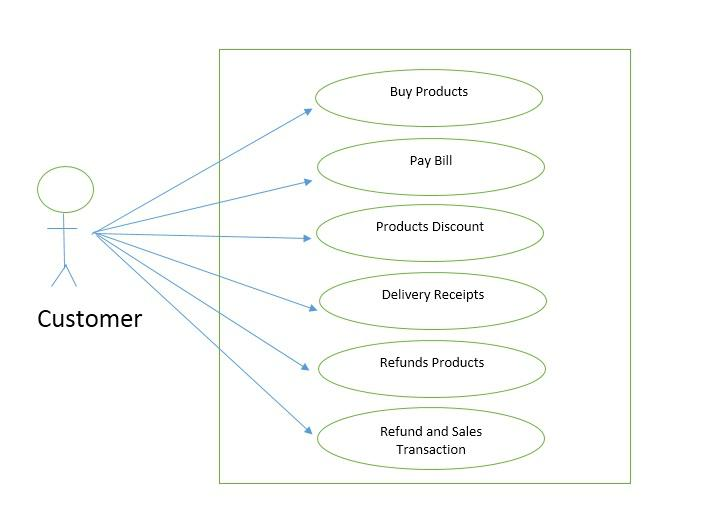 Buy Products
Pay Bill
Products Discount
Delivery Receipts
Customer
Refunds Products
Refund and Sales
Transaction